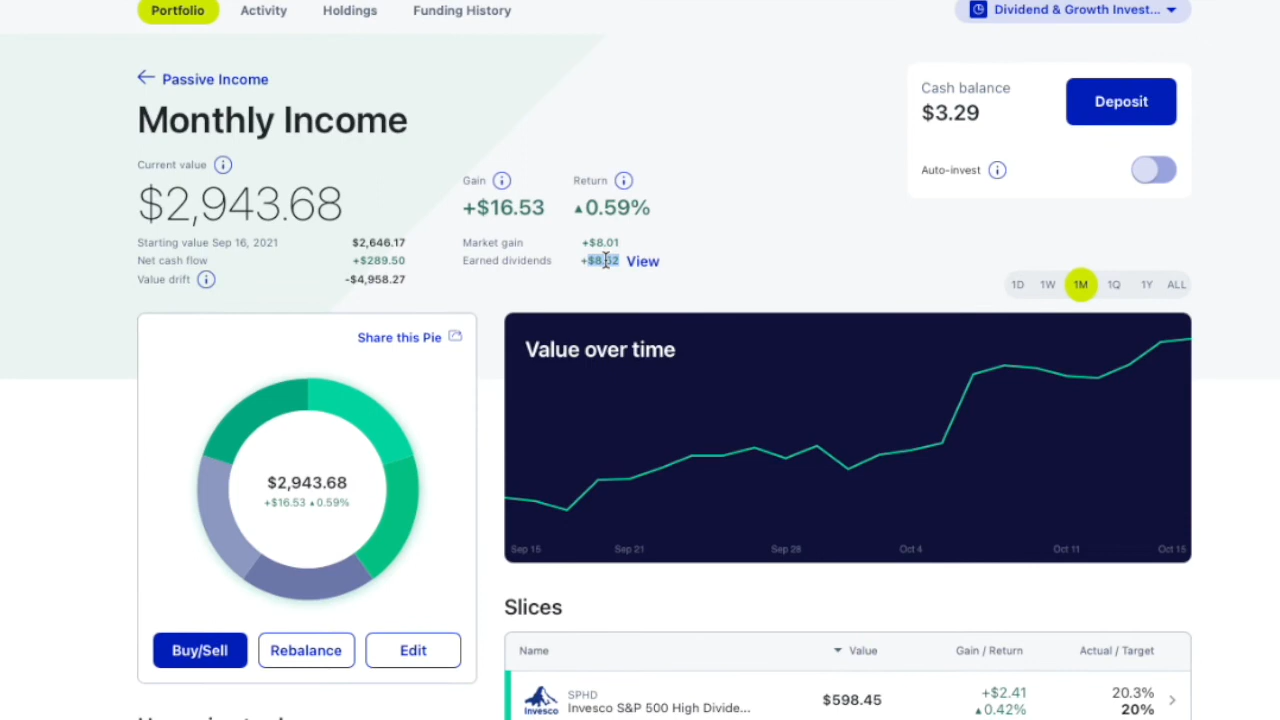 Portfolio Activity Holdings Funding History
Dividend & Growth Invest...
Passive Income
Monthly Income
Cash balance
$3.29
Deposit
Auto-invest
Current value
$2,943.68
Starting value Sep 16, 2021 $2,646.17
Net cash flow +$289.50
Value drift -$4,958.27
Gain Return
+$16.53 ▲0.59%
Market gain +$8.01
Earned dividends +$8.52 View
1D 1W 1M 1Q 1Y ALL
Share this Pie
$2,943.68
+$16.53 ▲0.59%
Buy/Sell Rebalance Edit
Value over time
Sep 15 Sep 21 Sep 28 Oct 4 Oct 11 Oct 15
Slices
Name Value Gain / Return Actual / Target
Invesco
SPHD
Invesco S&P 500 High Divide...
$598.45
+$2.41
▲0.42%
20.3%
20%